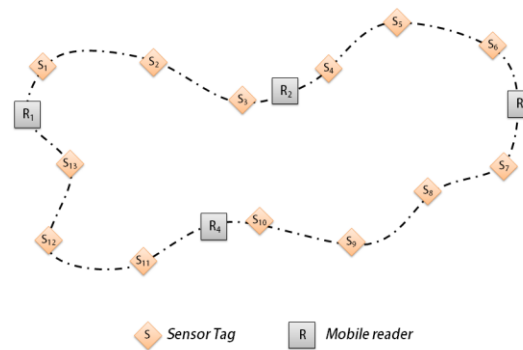 S5
S6
S1
S2
S4
S3
R2
R
R1
S13
S7
S8
S10
R4
S12
S11
S9
S Sensor Tag R Mobile reader